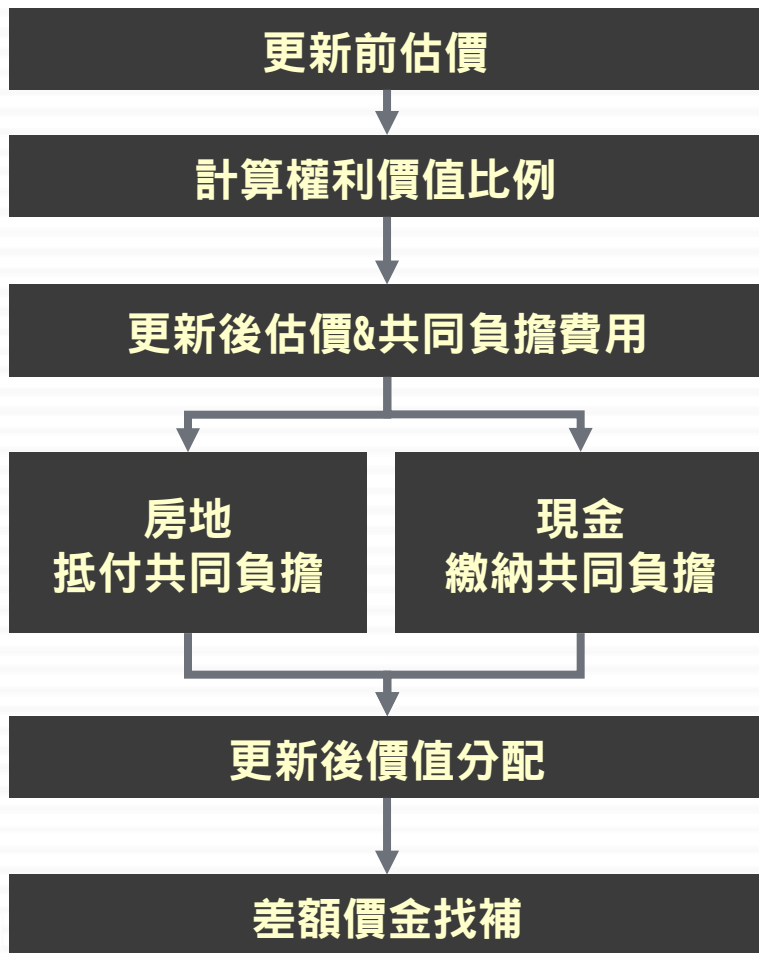 更新前估價
計算權利價值比例
更新後估價&共同負擔費用
房地
抵付共同負擔
現金
繳納共同負擔
更新後價值分配
差額價金找補